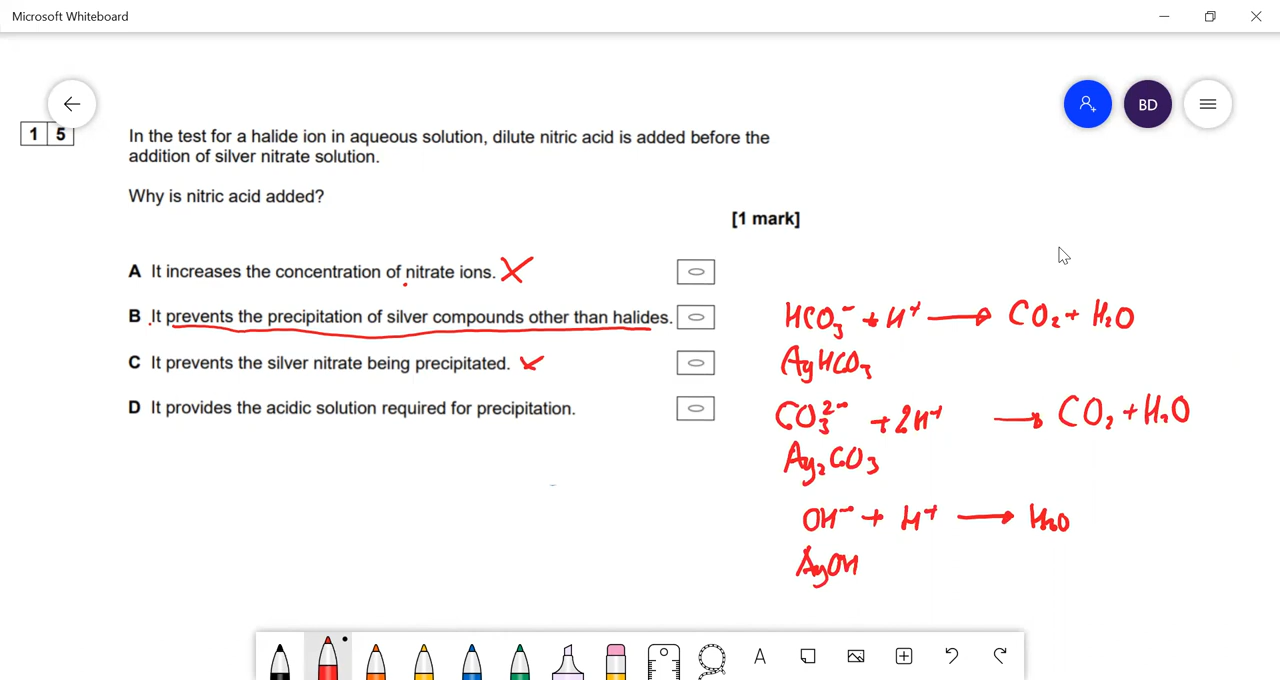 Microsoft Whiteboard
BD
1 5
In the test for a halide ion in aqueous solution, dilute nitric acid is added before the
addition of silver nitrate solution.
Why is nitric acid added?
[1 mark]
A It increases the concentration of nitrate ions.
B It prevents the precipitation of silver compounds other than halides.
C It prevents the silver nitrate being precipitated.
D It provides the acidic solution required for precipitation.
HCO₃⁻ + H⁺ → CO₂ + H₂O
AgHCO₃
CO₃²⁻ + 2H⁺ → CO₂ + H₂O
Ag₂CO₃
OH⁻ + H⁺ → H₂O
AgOH
A